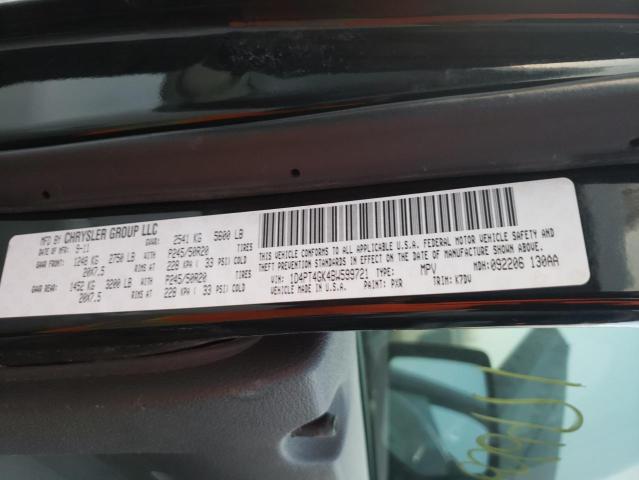 MFD BY CHRYSLER GROUP LLC
DATE OF MFR: 9-11 GVWR: 2541 KG 5600 LB
GAWR FRONT: 1248 KG 2750 LB TIRES P245/50R20
20X7.5 RIMS AT 228 KPA ( 33 PSI) COLD
GAWR REAR: 1452 KG 3200 LB TIRES P245/50R20
20X7.5 RIMS AT 228 KPA ( 33 PSI) COLD
THIS VEHICLE CONFORMS TO ALL APPLICABLE U.S.A. FEDERAL MOTOR VEHICLE SAFETY AND
THEFT PREVENTION STANDARDS IN EFFECT ON THE DATE OF MANUFACTURE SHOWN ABOVE.
VIN: TYPE: MPV MDH: 092206 130AA
MADE IN U.S.A. PAINT: PXR TRIM: K7DV